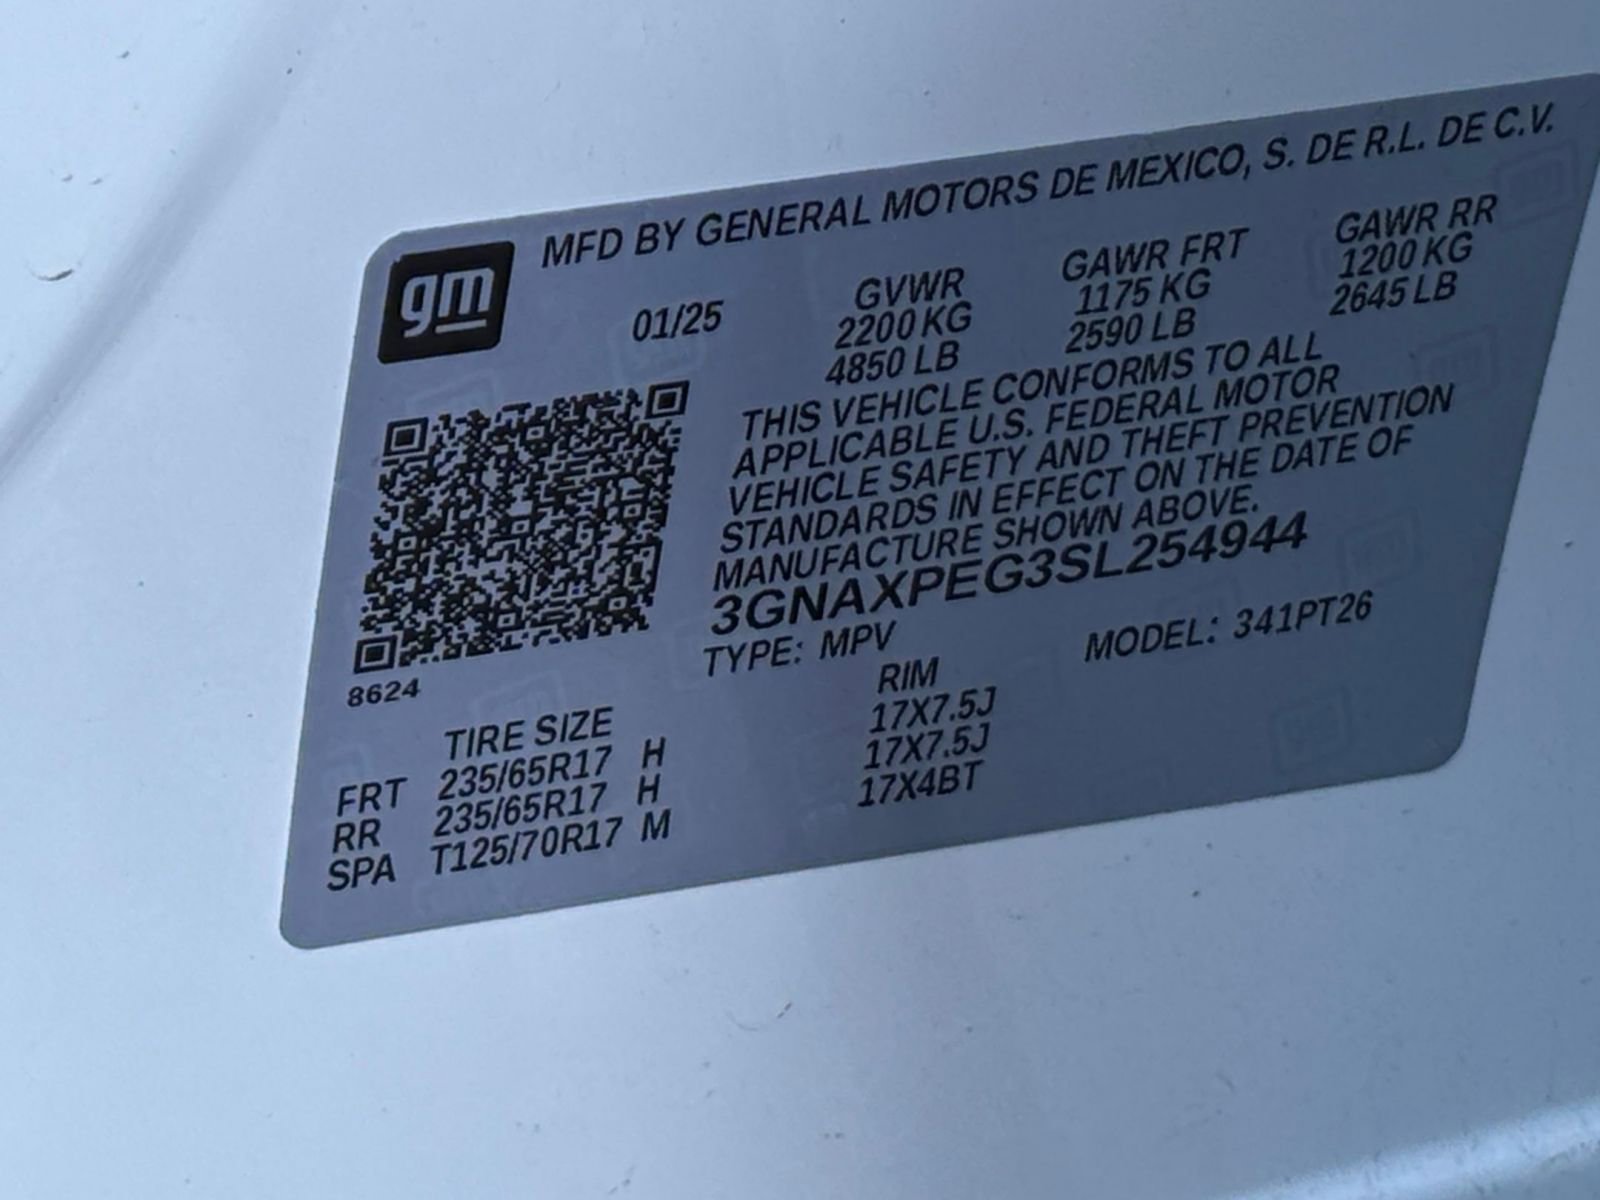 gm
MFD BY GENERAL MOTORS DE MEXICO, S. DE R.L. DE C.V.
01/25
GVWR GAWR FRT GAWR RR
2200 KG 1175 KG 1200 KG
4850 LB 2590 LB 2645 LB
THIS VEHICLE CONFORMS TO ALL
APPLICABLE U.S. FEDERAL MOTOR
VEHICLE SAFETY AND THEFT PREVENTION
STANDARDS IN EFFECT ON THE DATE OF
MANUFACTURE SHOWN ABOVE.
3GNAXPEG3SL254944
TYPE: MPV MODEL: 341PT26
8624
TIRE SIZE RIM
FRT 235/65R17 H 17X7.5J
RR 235/65R17 H 17X7.5J
SPA T125/70R17 M 17X4BT